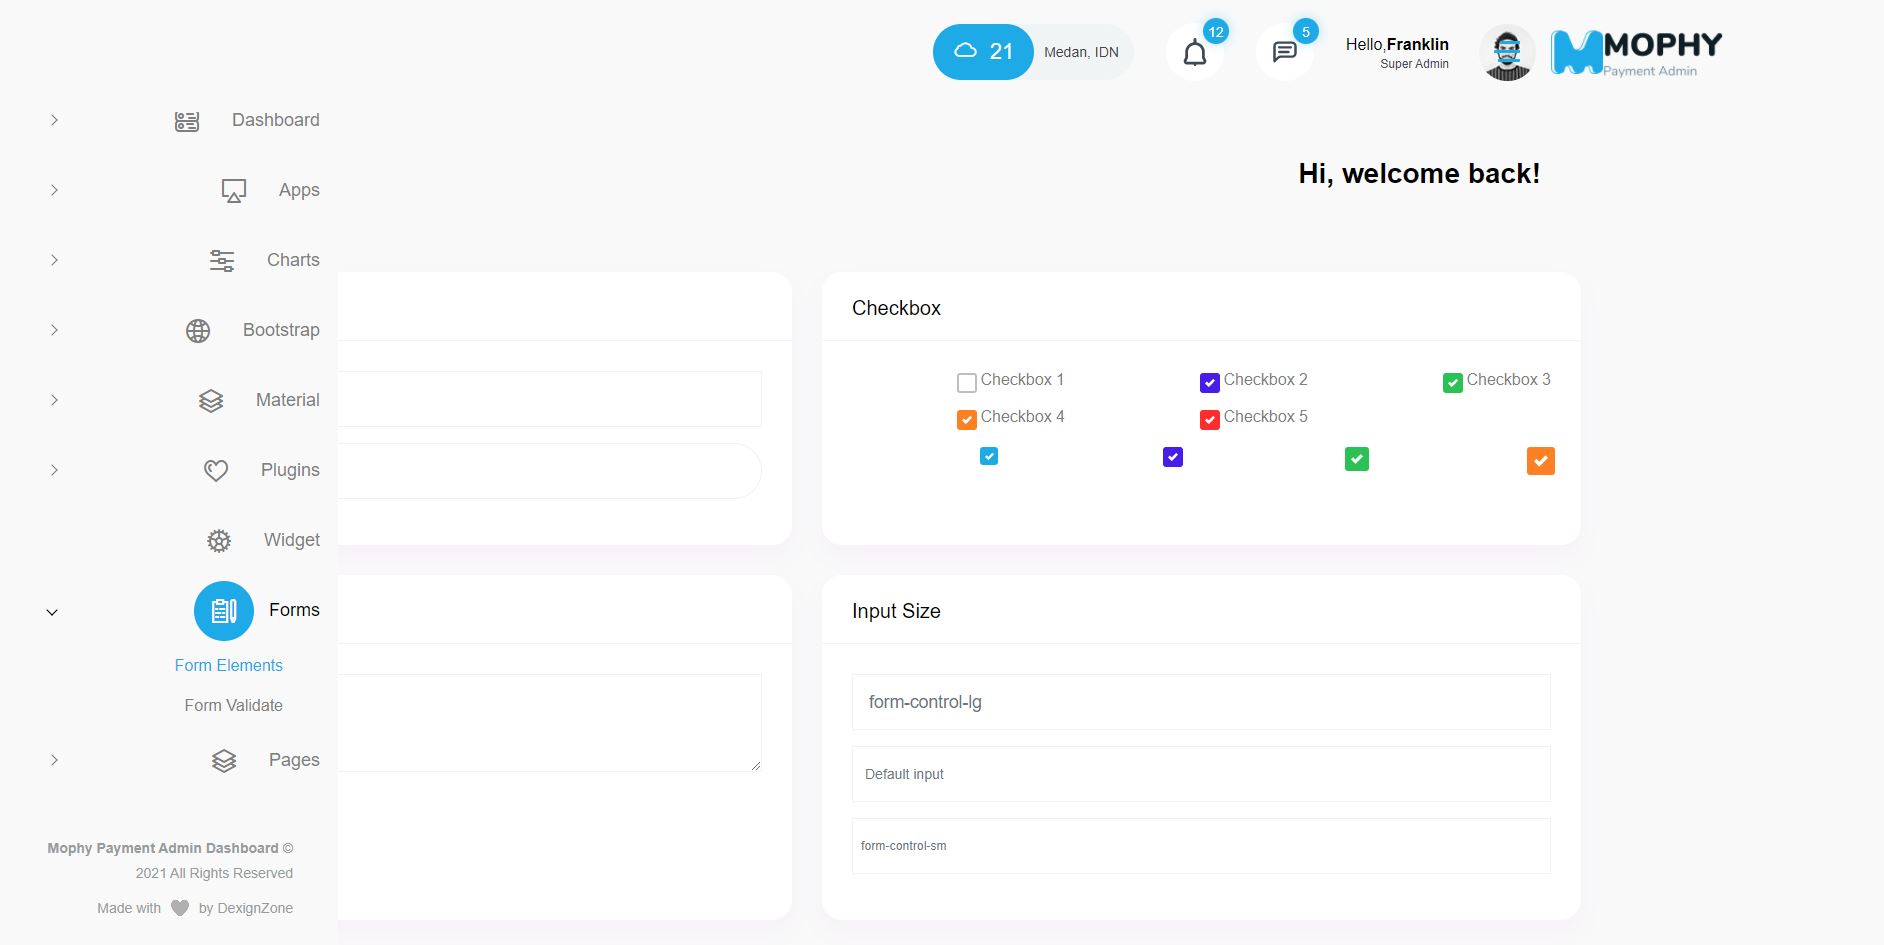 21
Medan, IDN
12
5
Hello,Franklin
Super Admin
MOPHY
Payment Admin
Dashboard
Apps
Charts
Bootstrap
Material
Plugins
Widget
Forms
Form Elements
Form Validate
Pages
Mophy Payment Admin Dashboard ©
2021 All Rights Reserved
Made with by DexignZone
Hi, welcome back!
Checkbox
Checkbox 1
Checkbox 2
Checkbox 3
Checkbox 4
Checkbox 5
Input Size
form-control-lg
Default input
form-control-sm